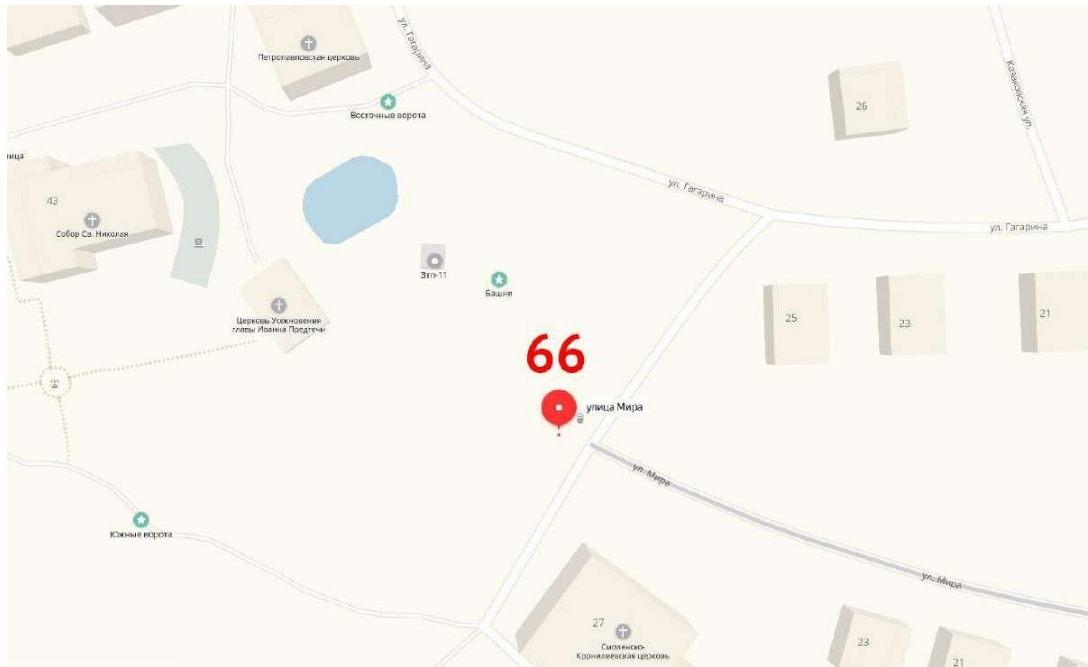 ул. Гагарина
Петропавловская церковь
Казаковская ул.
Восточные ворота
26
ица
43
Собор Св. Николая
ул. Гагарина
ул. Гагарина
Зтп-11
Башня
Церковь Усекновения
главы Иоанна Предтечи
25
23
21
66
улица Мира
ул. Мира
Южные ворота
ул. Мира
27
Смоленско-
Корнилиевская церковь
23
21